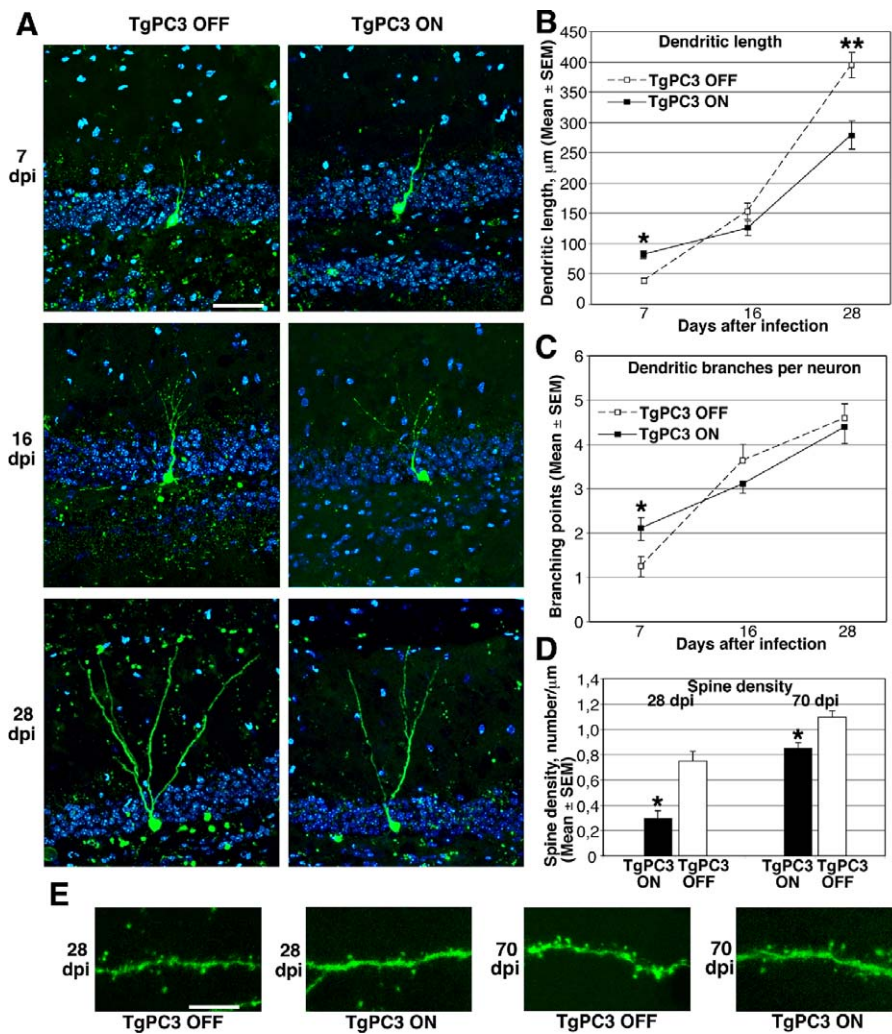 A
TgPC3 OFF
TgPC3 ON
7
dpi
16
dpi
28
dpi
B
Dendritic length
TgPC3 OFF
TgPC3 ON
**
*
Dendritic length, µm (Mean ± SEM)
450
400
350
300
250
200
150
100
50
0
7
16
28
Days after infection
C
Dendritic branches per neuron
TgPC3 OFF
TgPC3 ON
*
Branching points (Mean ± SEM)
6
5
4
3
2
1
0
7
16
28
Days after infection
D
Spine density
28 dpi
70 dpi
*
*
Spine density, number/µm
(Mean ± SEM)
1,4
1,2
1,0
0,8
0,6
0,4
0,2
0
TgPC3
ON
TgPC3
OFF
TgPC3
ON
TgPC3
OFF
E
28
dpi
TgPC3 OFF
28
dpi
TgPC3 ON
70
dpi
TgPC3 OFF
70
dpi
TgPC3 ON